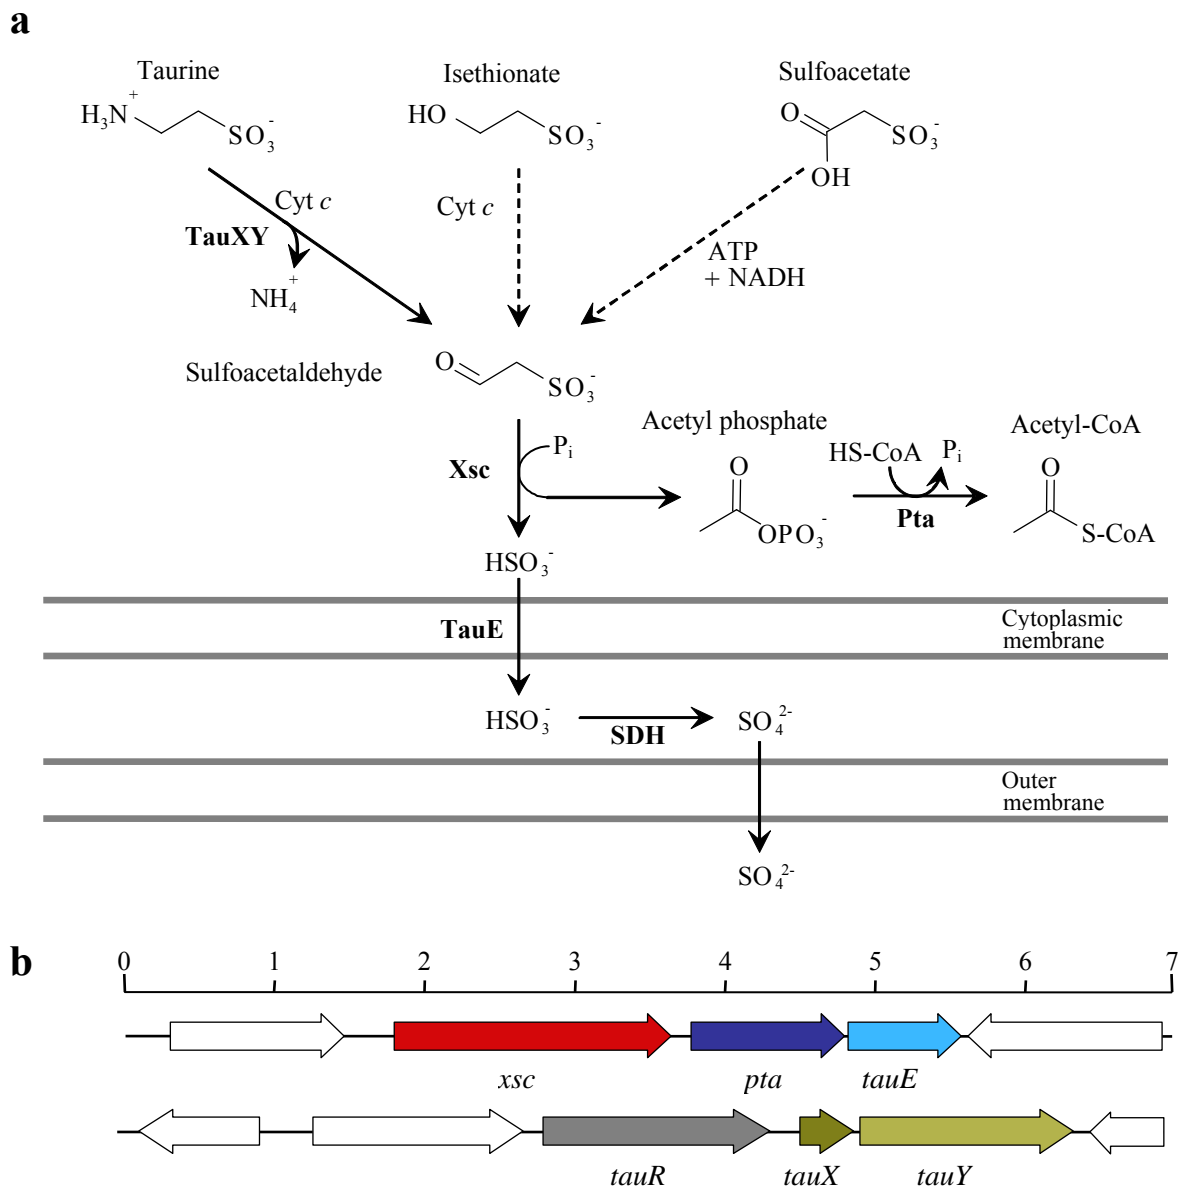 a
Taurine
Isethionate
Sulfoacetate
H₃N⁺
SO₃⁻
HO
SO₃⁻
O
SO₃⁻
OH
Cyt c
TauXY
NH₄⁺
Cyt c
ATP
+ NADH
Sulfoacetaldehyde
O
SO₃⁻
Xsc
Pᵢ
Acetyl phosphate
O
OPO₃⁻
HS-CoA
Pᵢ
Pta
Acetyl-CoA
O
S-CoA
HSO₃⁻
TauE
Cytoplasmic
membrane
HSO₃⁻
SDH
SO₄²⁻
Outer
membrane
SO₄²⁻
b
0 1 2 3 4 5 6 7
xsc pta tauE
tauR tauX tauY